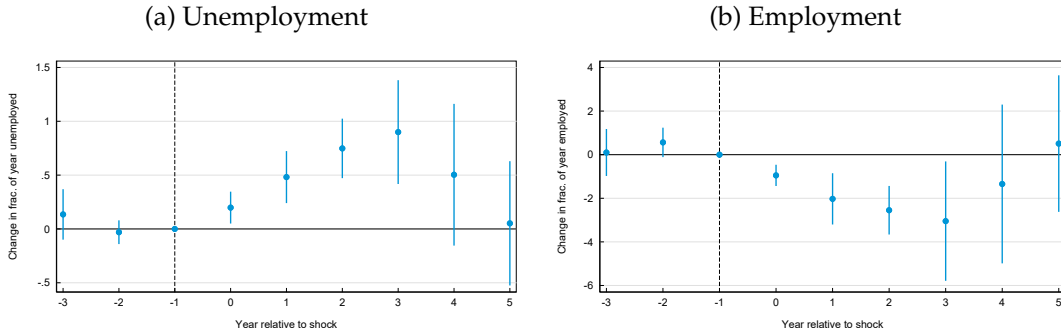 (a) Unemployment
Change in frac. of year unemployed
1.5
1
.5
0
-.5
-3 -2 -1 0 1 2 3 4 5
Year relative to shock
(b) Employment
Change in frac. of year employed
4
2
0
-2
-4
-6
-3 -2 -1 0 1 2 3 4 5
Year relative to shock